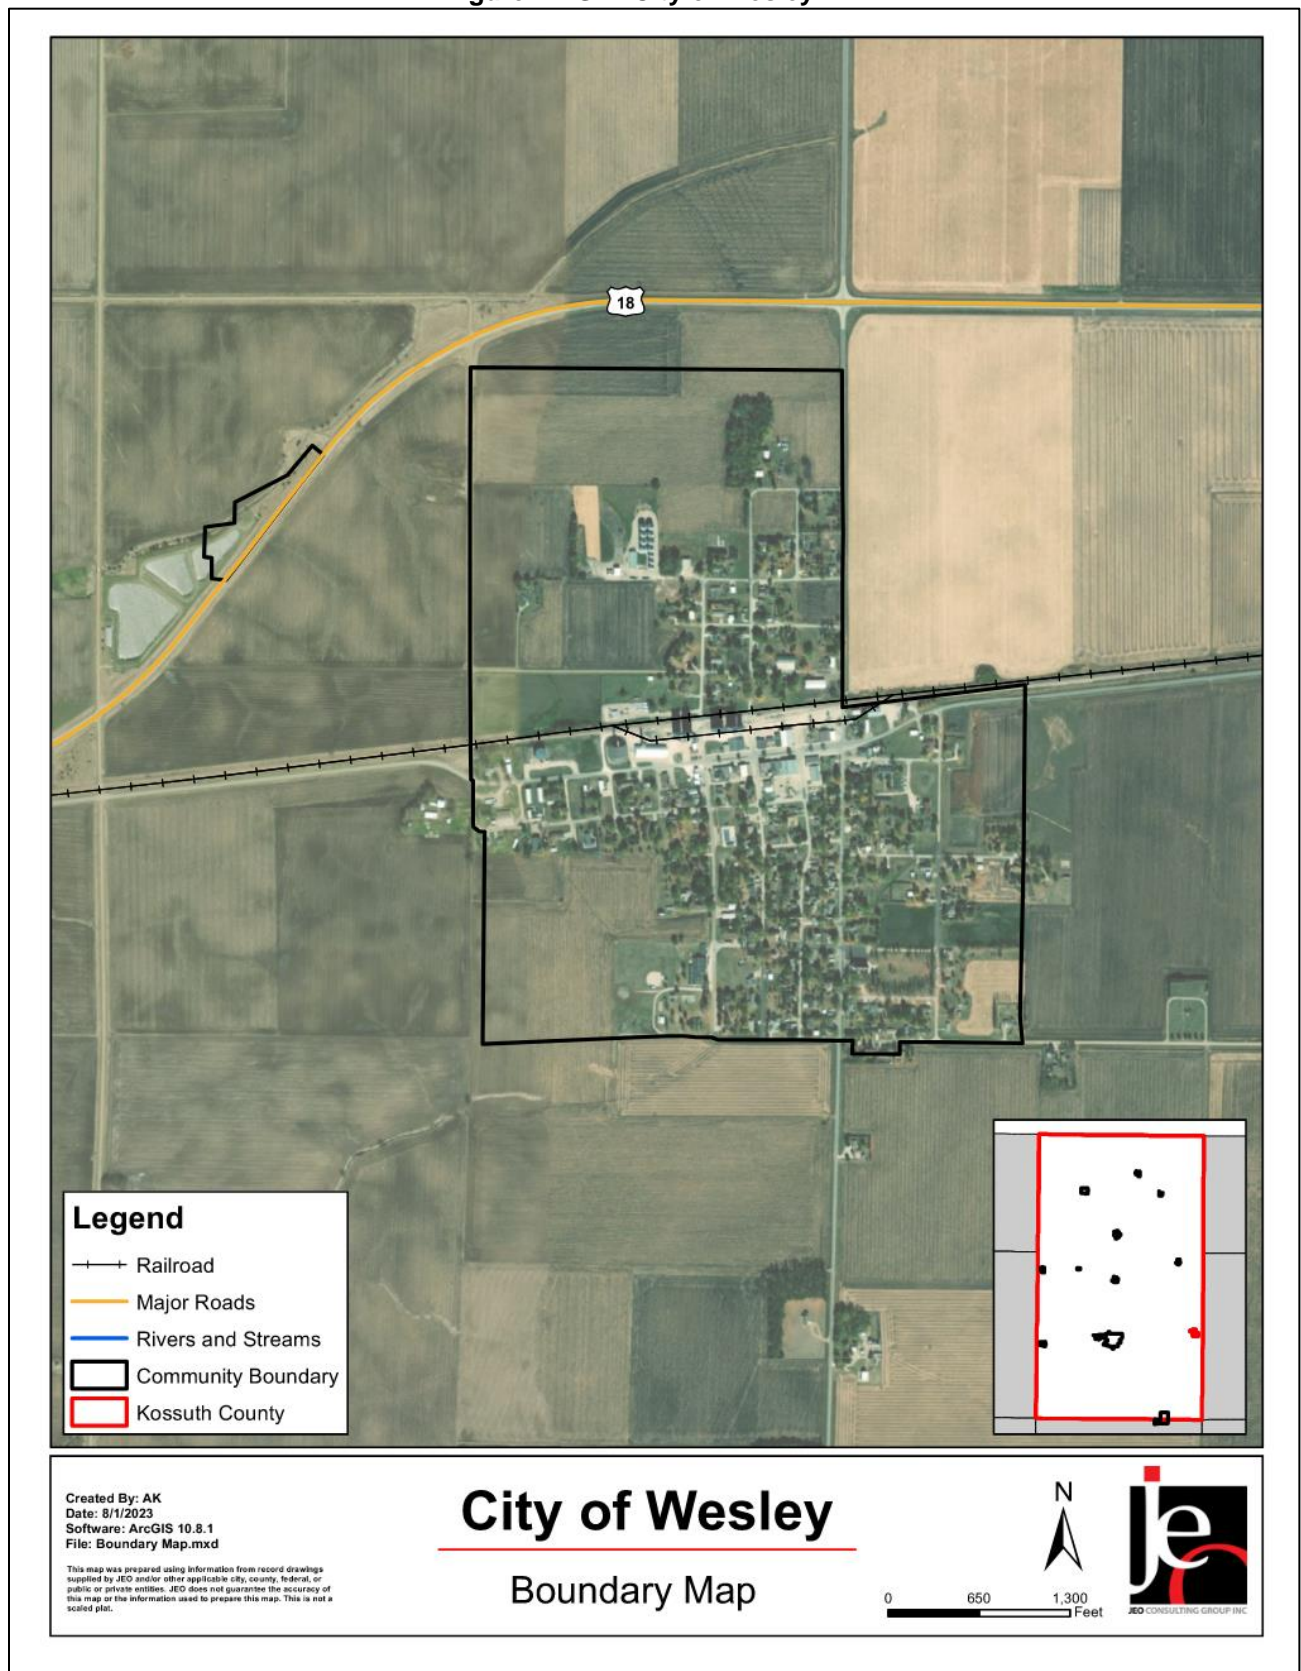 City of Wesley
18
Legend
Railroad
Major Roads
Rivers and Streams
Community Boundary
Kossuth County
Created By: AK
Date: 8/1/2023
Software: ArcGIS 10.8.1
File: Boundary Map.mxd
This map was prepared using information from record drawings
supplied by JEO and/or other applicable city, county, federal, or
public or private entities. JEO does not guarantee the accuracy of
this map or the information used to prepare this map. This is not a
scaled plat.
City of Wesley
Boundary Map
N
0 650 1,300
Feet
jeo
JEO CONSULTING GROUP INC